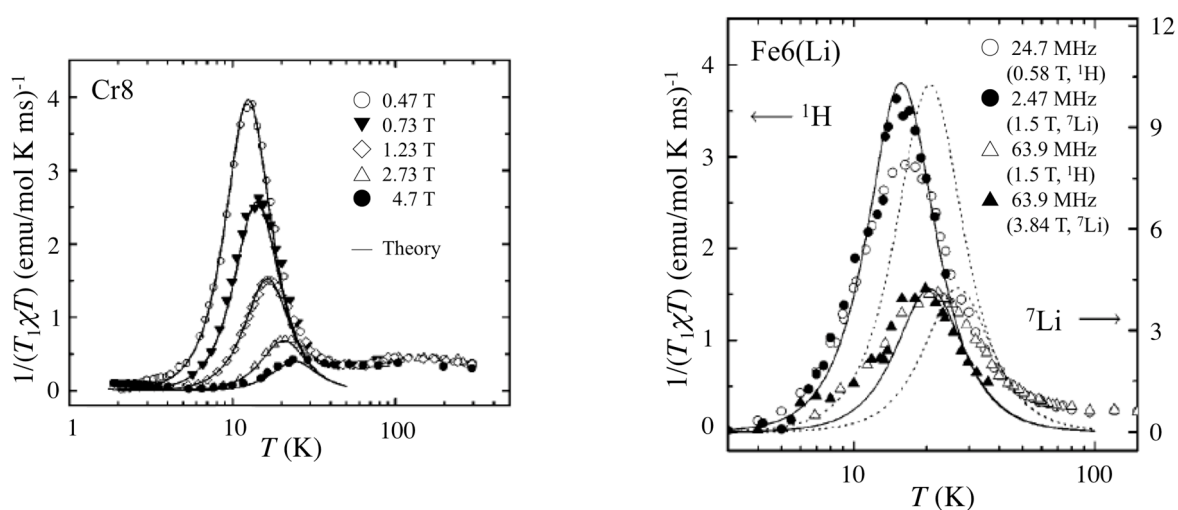 Cr8
0.47 T
0.73 T
1.23 T
2.73 T
4.7 T
Theory
1/(T₁χT) (emu/mol K ms)⁻¹
4
3
2
1
0
1
10
100
T (K)
Fe6(Li)
24.7 MHz
(0.58 T, ¹H)
2.47 MHz
(1.5 T, ⁷Li)
63.9 MHz
(1.5 T, ¹H)
63.9 MHz
(3.84 T, ⁷Li)
← ¹H
⁷Li →
1/(T₁χT) (emu/mol K ms)⁻¹
4
3
2
1
0
12
9
6
3
0
10
100
T (K)